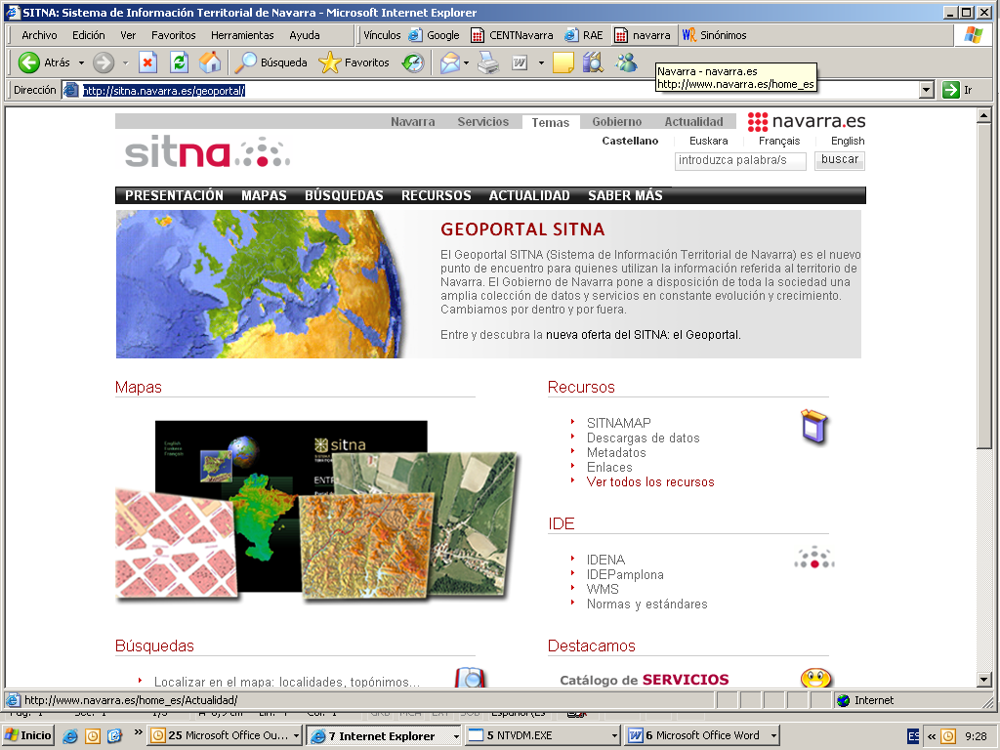 SITNA: Sistema de Información Territorial de Navarra - Microsoft Internet Explorer
Archivo Edición Ver Favoritos Herramientas Ayuda Vínculos Google CENTNavarra RAE navarra Sinónimos
Atrás Búsqueda Favoritos
Navarra - navarra.es
http://www.navarra.es/home_es
Dirección http://sitna.navarra.es/geoportal/ Ir
Navarra Servicios Temas Gobierno Actualidad navarra.es
Castellano Euskara Français English
sitna
introduzca palabra/s buscar
PRESENTACIÓN MAPAS BÚSQUEDAS RECURSOS ACTUALIDAD SABER MÁS
GEOPORTAL SITNA
El Geoportal SITNA (Sistema de Información Territorial de Navarra) es el nuevo
punto de encuentro para quienes utilizan la información referida al territorio de
Navarra. El Gobierno de Navarra pone a disposición de toda la sociedad una
amplia colección de datos y servicios en constante evolución y crecimiento.
Cambiamos por dentro y por fuera.
Entre y descubra la nueva oferta del SITNA: el Geoportal.
Mapas
English
Euskera
Français
sitna
ENTR
Recursos
SITNAMAP
Descargas de datos
Metadatos
Enlaces
Ver todos los recursos
IDE
IDENA
IDEPamplona
WMS
Normas y estándares
Búsquedas
Localizar en el mapa: localidades, topónimos...
Destacamos
Catálogo de SERVICIOS
http://www.navarra.es/home_es/Actualidad/ Internet
Inicio 25 Microsoft Office Ou... 7 Internet Explorer 5 NTVDM.EXE 6 Microsoft Office Word ES 9:28